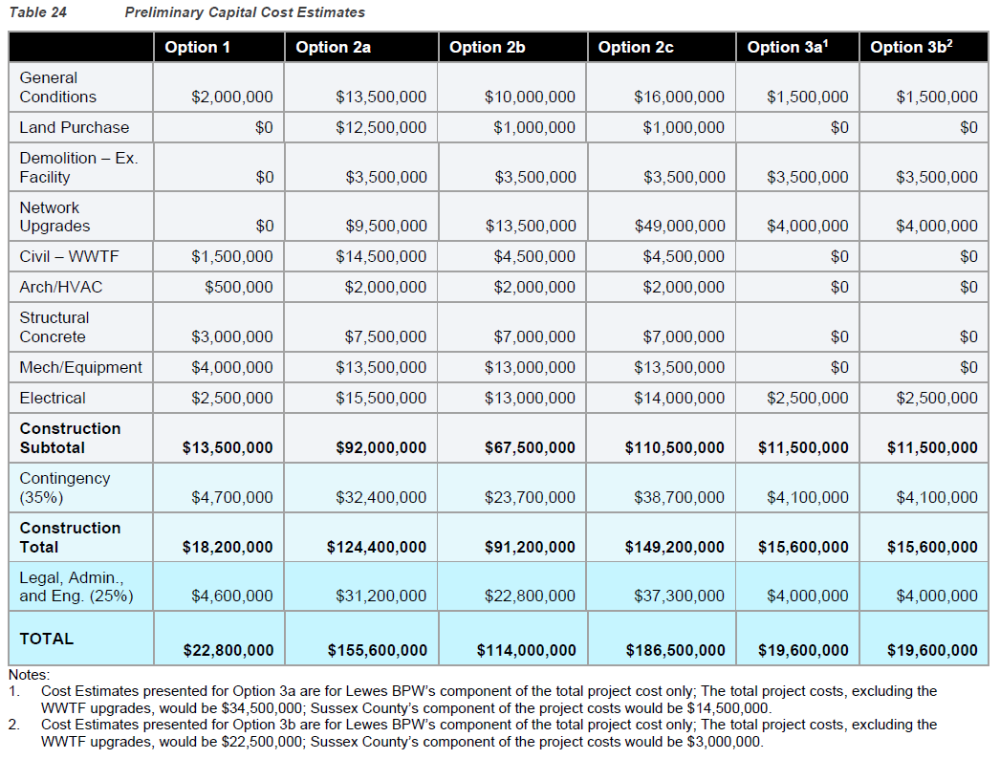 Table 24 Preliminary Capital Cost Estimates
Option 1 Option 2a Option 2b Option 2c Option 3a¹ Option 3b²
General
Conditions $2,000,000 $13,500,000 $10,000,000 $16,000,000 $1,500,000 $1,500,000
Land Purchase $0 $12,500,000 $1,000,000 $1,000,000 $0 $0
Demolition – Ex.
Facility $0 $3,500,000 $3,500,000 $3,500,000 $3,500,000 $3,500,000
Network
Upgrades $0 $9,500,000 $13,500,000 $49,000,000 $4,000,000 $4,000,000
Civil – WWTF $1,500,000 $14,500,000 $4,500,000 $4,500,000 $0 $0
Arch/HVAC $500,000 $2,000,000 $2,000,000 $2,000,000 $0 $0
Structural
Concrete $3,000,000 $7,500,000 $7,000,000 $7,000,000 $0 $0
Mech/Equipment $4,000,000 $13,500,000 $13,000,000 $13,500,000 $0 $0
Electrical $2,500,000 $15,500,000 $13,000,000 $14,000,000 $2,500,000 $2,500,000
Construction
Subtotal $13,500,000 $92,000,000 $67,500,000 $110,500,000 $11,500,000 $11,500,000
Contingency
(35%) $4,700,000 $32,400,000 $23,700,000 $38,700,000 $4,100,000 $4,100,000
Construction
Total $18,200,000 $124,400,000 $91,200,000 $149,200,000 $15,600,000 $15,600,000
Legal, Admin.,
and Eng. (25%) $4,600,000 $31,200,000 $22,800,000 $37,300,000 $4,000,000 $4,000,000
TOTAL $22,800,000 $155,600,000 $114,000,000 $186,500,000 $19,600,000 $19,600,000
Notes:
1. Cost Estimates presented for Option 3a are for Lewes BPW's component of the total project cost only; The total project costs, excluding the
WWTF upgrades, would be $34,500,000; Sussex County's component of the project costs would be $14,500,000.
2. Cost Estimates presented for Option 3b are for Lewes BPW's component of the total project cost only; The total project costs, excluding the
WWTF upgrades, would be $22,500,000; Sussex County's component of the project costs would be $3,000,000.